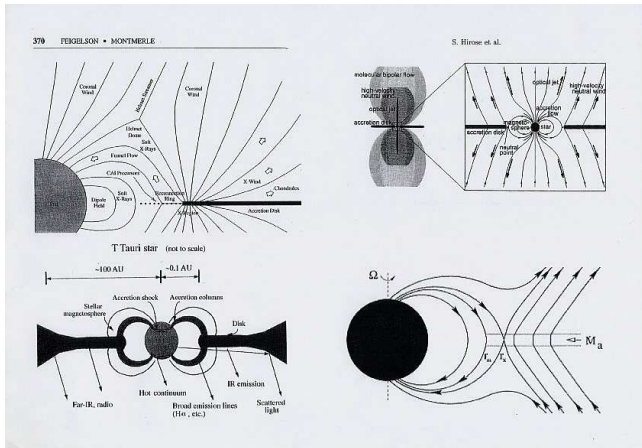 370 FEIGELSON • MONTMERLE
Coronal
Wind
Helmet Streamer
Coronal
Wind
Helmet
Dome
Soft
X-Rays
Funnel Flow
CAI Precursors
Soft
X-Rays
Dipole
Field
Reconnection
Ring
X-Region
X-Wind
Chondrules
Accretion Disk
S. Hirose et al.
molecular bipolar flow
high-velocity
neutral wind
optical jet
accretion disk
optical jet
high-velocity
neutral wind
accretion
flow
magneto-
sphere
star
accretion disk
neutral
point
T Tauri star (not to scale)
~100 AU
~0.1 AU
Accretion shock
Accretion columns
Stellar
magnetosphere
Disk
IR emission
Hot continuum
Far-IR, radio
Broad emission lines
(Hα, etc.)
Scattered
light
Ω
Ṁa
rm
rx